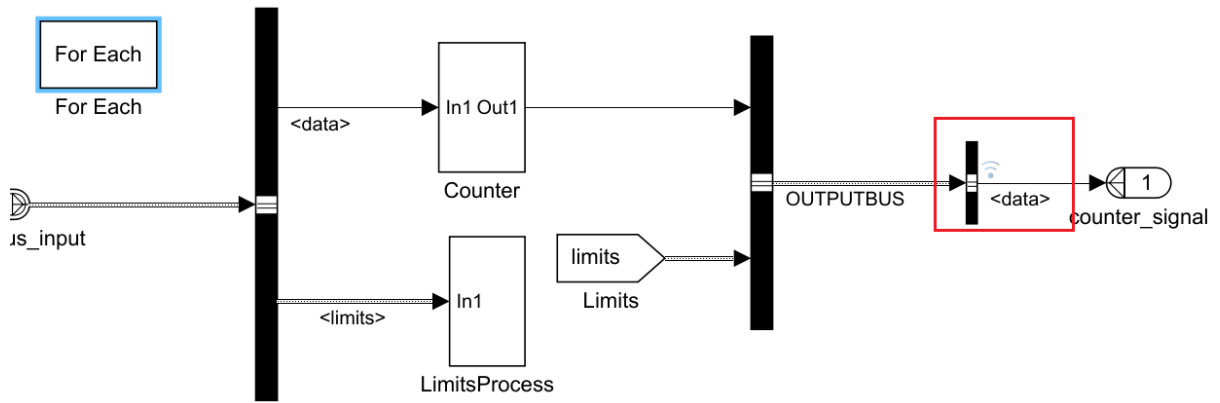 For Each
For Each
<data>
In1 Out1
Counter
us_input
<limits>
In1
LimitsProcess
limits
Limits
OUTPUTBUS
<data>
1
counter_signal